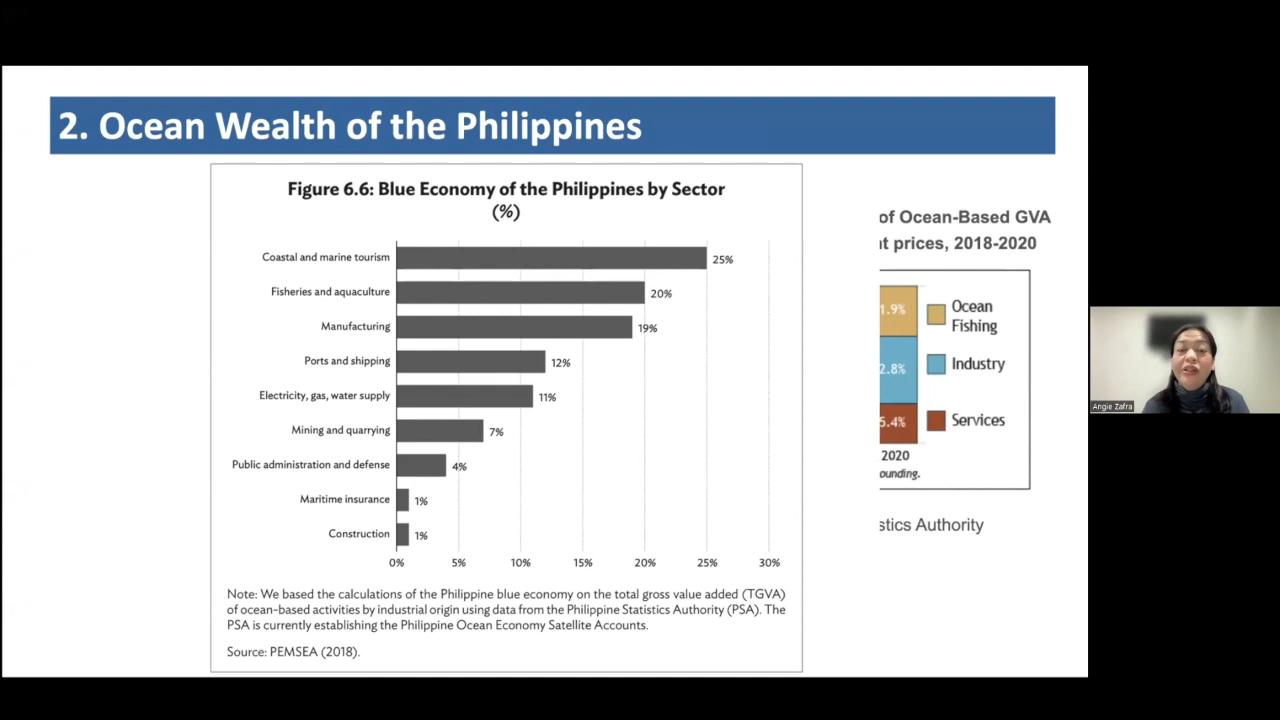 2. Ocean Wealth of the Philippines
Figure 6.6: Blue Economy of the Philippines by Sector
(%)
Coastal and marine tourism
25%
Fisheries and aquaculture
20%
Manufacturing
19%
Ports and shipping
12%
Electricity, gas, water supply
11%
Mining and quarrying
7%
Public administration and defense
4%
Maritime insurance
1%
Construction
1%
0% 5% 10% 15% 20% 25% 30%
Note: We based the calculations of the Philippine blue economy on the total gross value added (TGVA)
of ocean-based activities by industrial origin using data from the Philippine Statistics Authority (PSA). The
PSA is currently establishing the Philippine Ocean Economy Satellite Accounts.
Source: PEMSEA (2018).
of Ocean-Based GVA
prices, 2018-2020
1.9%
Ocean
Fishing
2.8%
Industry
5.4%
Services
2020
ounding.
stics Authority
Angie Zafra